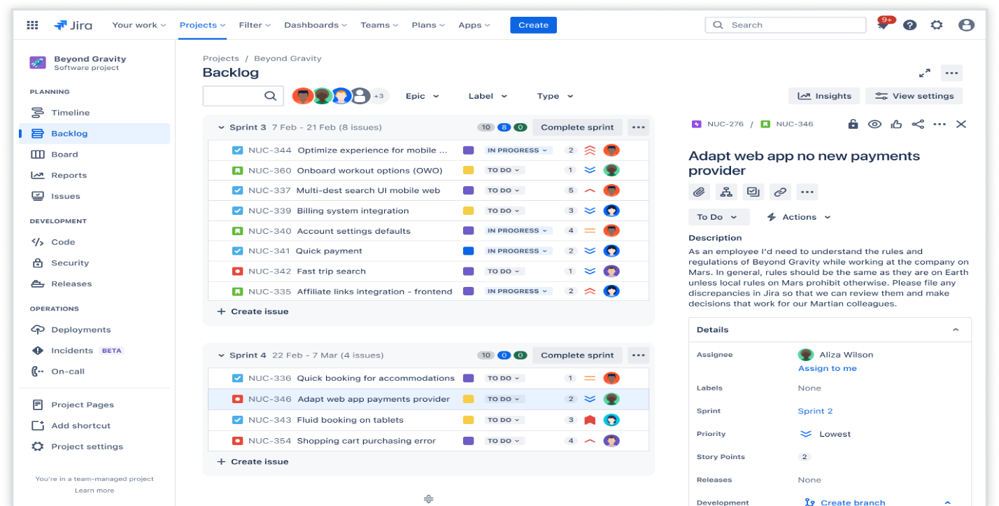 Jira Your work Projects Filter Dashboards Teams Plans Apps Create Search 9+
Beyond Gravity
Software project
PLANNING
Timeline
Backlog
Board
Reports
Issues
DEVELOPMENT
Code
Security
Releases
OPERATIONS
Deployments
Incidents BETA
On-call
Project Pages
Add shortcut
Project settings
You're in a team-managed project
Learn more
Projects / Beyond Gravity
Backlog
+3 Epic Label Type Insights View settings
Sprint 3 7 Feb - 21 Feb (8 issues) 10 8 0 Complete sprint
NUC-344 Optimize experience for mobile ... IN PROGRESS 2
NUC-360 Onboard workout options (OWO) TO DO 1
NUC-337 Multi-dest search UI mobile web TO DO 5
NUC-339 Billing system integration TO DO 3
NUC-340 Account settings defaults IN PROGRESS 4
NUC-341 Quick payment IN PROGRESS 2
NUC-342 Fast trip search TO DO 1
NUC-335 Affiliate links integration - frontend IN PROGRESS 2
+ Create issue
Sprint 4 22 Feb - 7 Mar (4 issues) 10 0 0 Complete sprint
NUC-336 Quick booking for accommodations TO DO 1
NUC-346 Adapt web app payments provider TO DO 2
NUC-343 Fluid booking on tablets TO DO 3
NUC-354 Shopping cart purchasing error TO DO 4
+ Create issue
NUC-276 / NUC-346
Adapt web app no new payments
provider
To Do Actions
Description
As an employee I'd need to understand the rules and
regulations of Beyond Gravity while working at the company on
Mars. In general, rules should be the same as they are on Earth
unless local rules on Mars prohibit otherwise. Please file any
discrepancies in Jira so that we can review them and make
decisions that work for our Martian colleagues.
Details
Assignee Aliza Wilson
Assign to me
Labels None
Sprint Sprint 2
Priority Lowest
Story Points 2
Releases None
Development Create branch